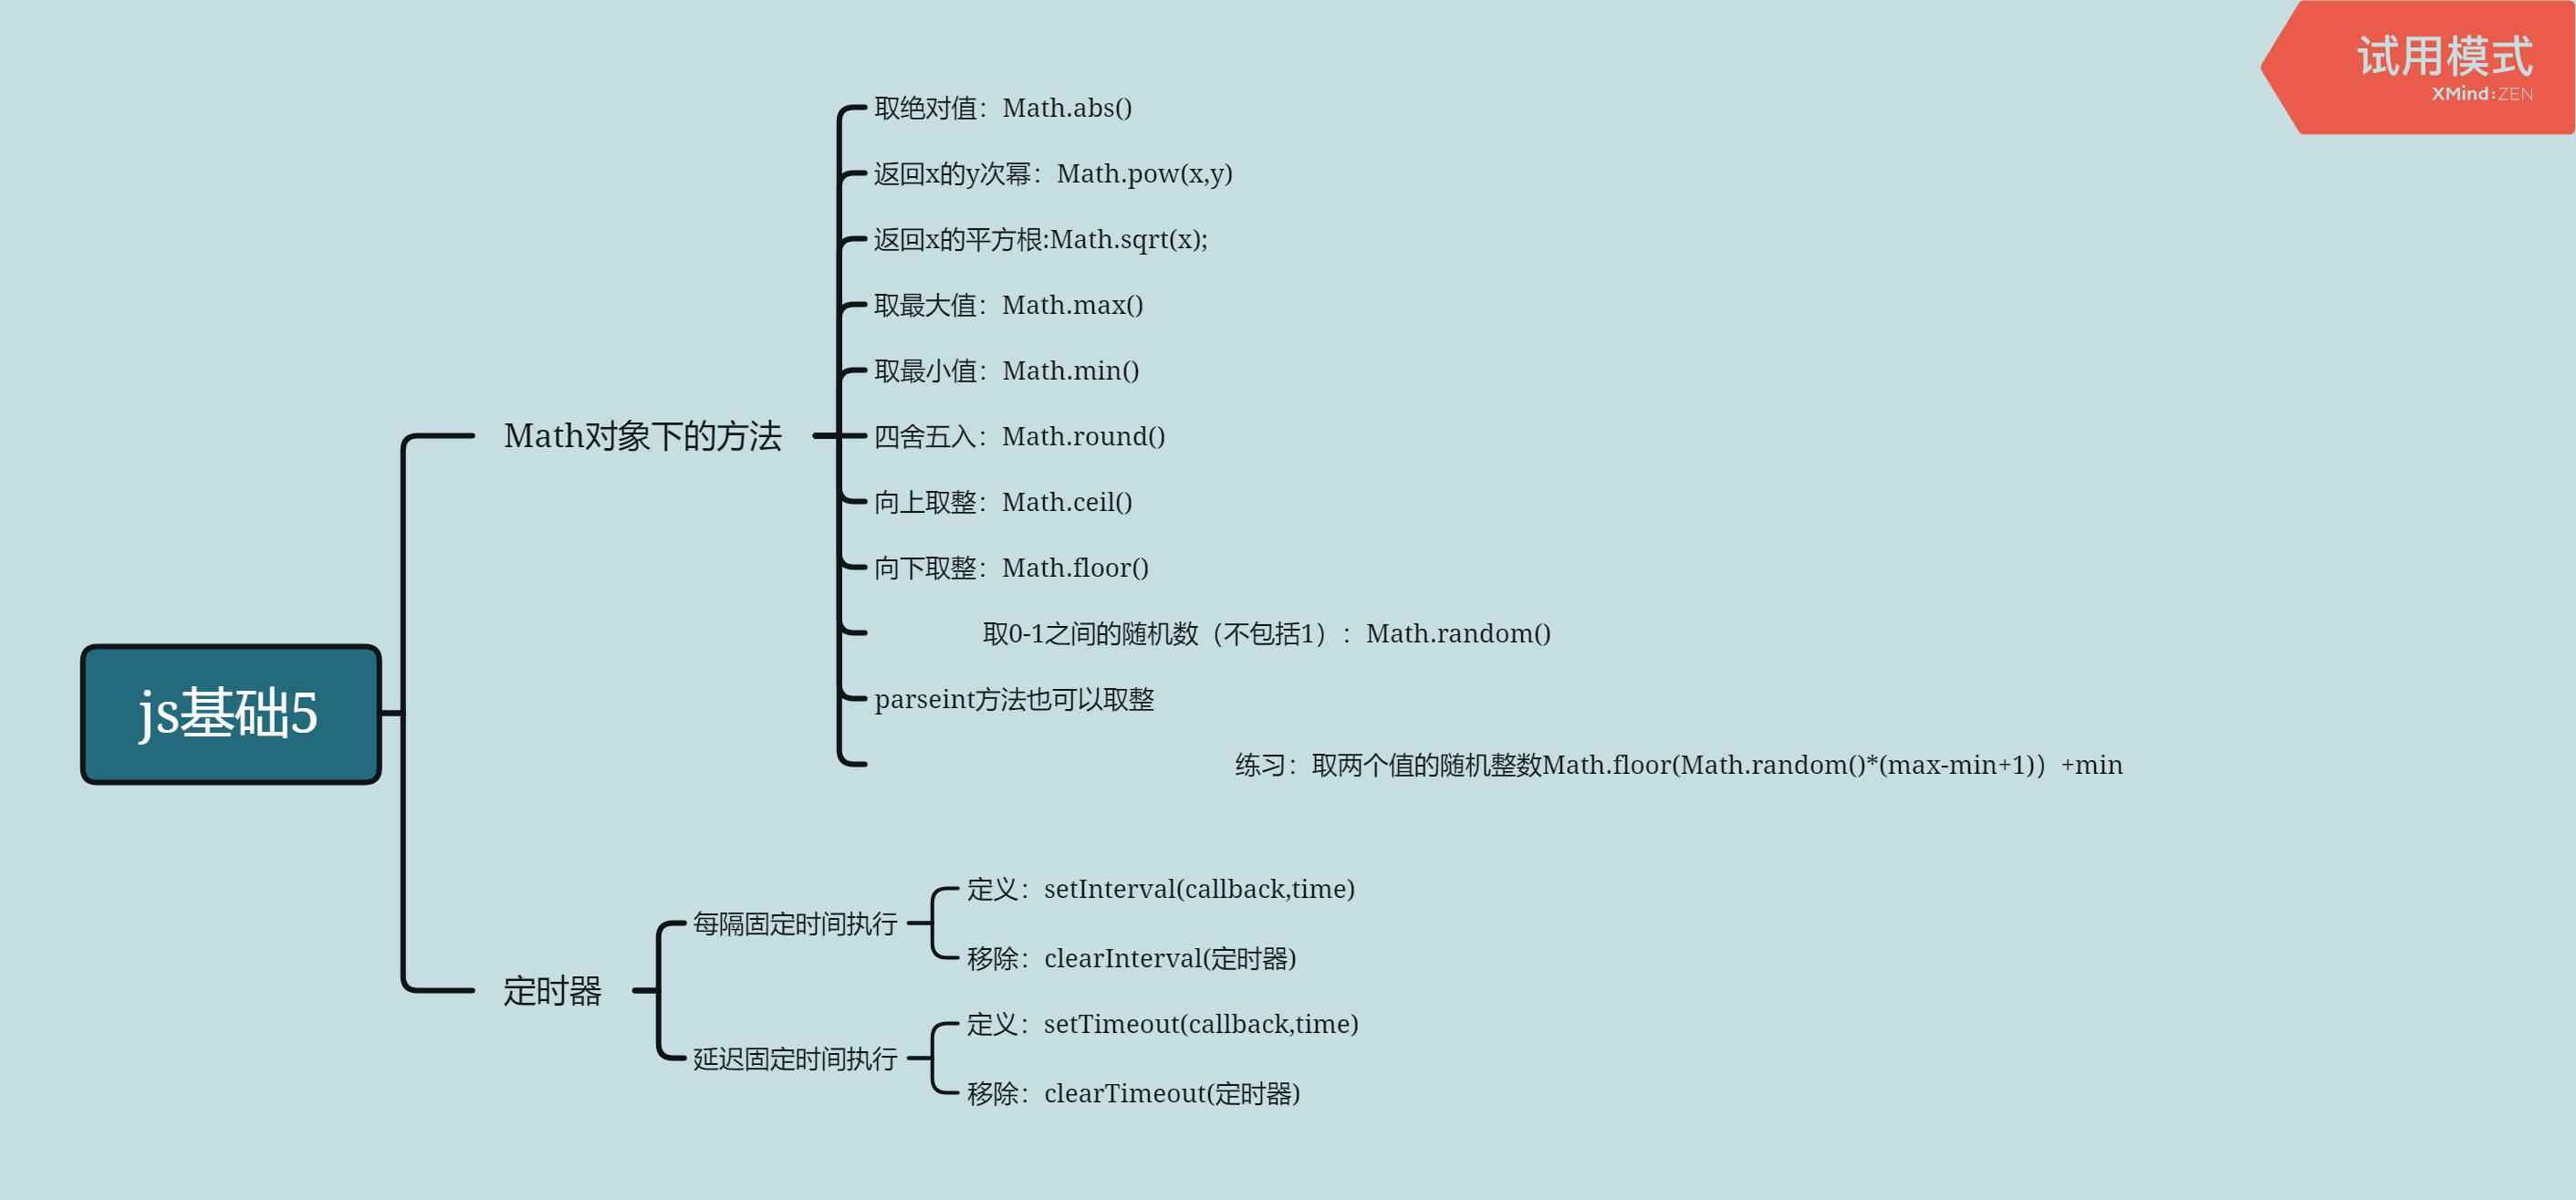 试用模式
XMind:ZEN
js基础5
Math对象下的方法
取绝对值：Math.abs()
返回x的y次幂：Math.pow(x,y)
返回x的平方根:Math.sqrt(x);
取最大值：Math.max()
取最小值：Math.min()
四舍五入：Math.round()
向上取整：Math.ceil()
向下取整：Math.floor()
取0-1之间的随机数（不包括1）：Math.random()
parseint方法也可以取整
练习：取两个值的随机整数Math.floor(Math.random()*(max-min+1)）+min
定时器
每隔固定时间执行
定义：setInterval(callback,time)
移除：clearInterval(定时器)
延迟固定时间执行
定义：setTimeout(callback,time)
移除：clearTimeout(定时器)